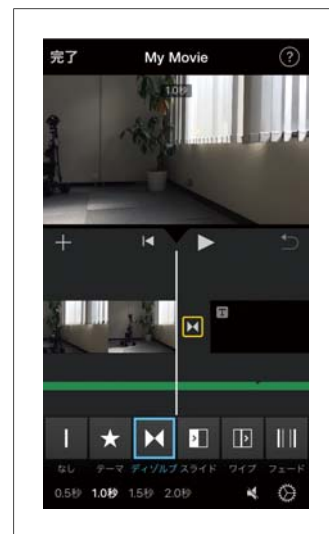 完了 My Movie ?
1.0秒
T
なし テーマ ディゾルブ スライド ワイプ フェード
0.5秒 1.0秒 1.5秒 2.0秒